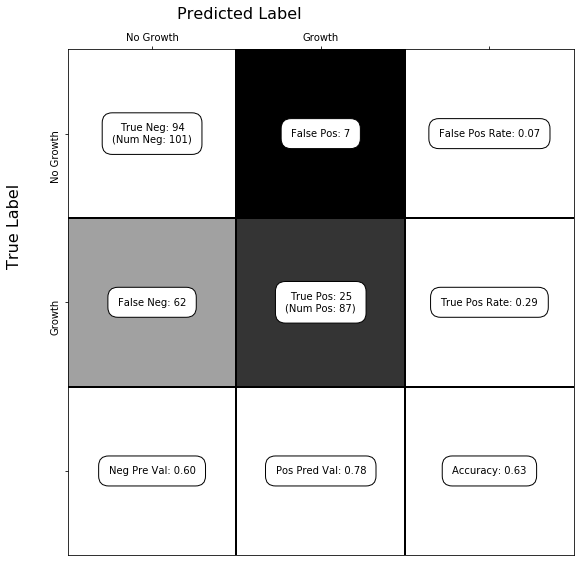 Predicted Label
No Growth
Growth
True Label
No Growth
True Neg: 94
(Num Neg: 101)
False Pos: 7
False Pos Rate: 0.07
Growth
False Neg: 62
True Pos: 25
(Num Pos: 87)
True Pos Rate: 0.29
Neg Pre Val: 0.60
Pos Pred Val: 0.78
Accuracy: 0.63